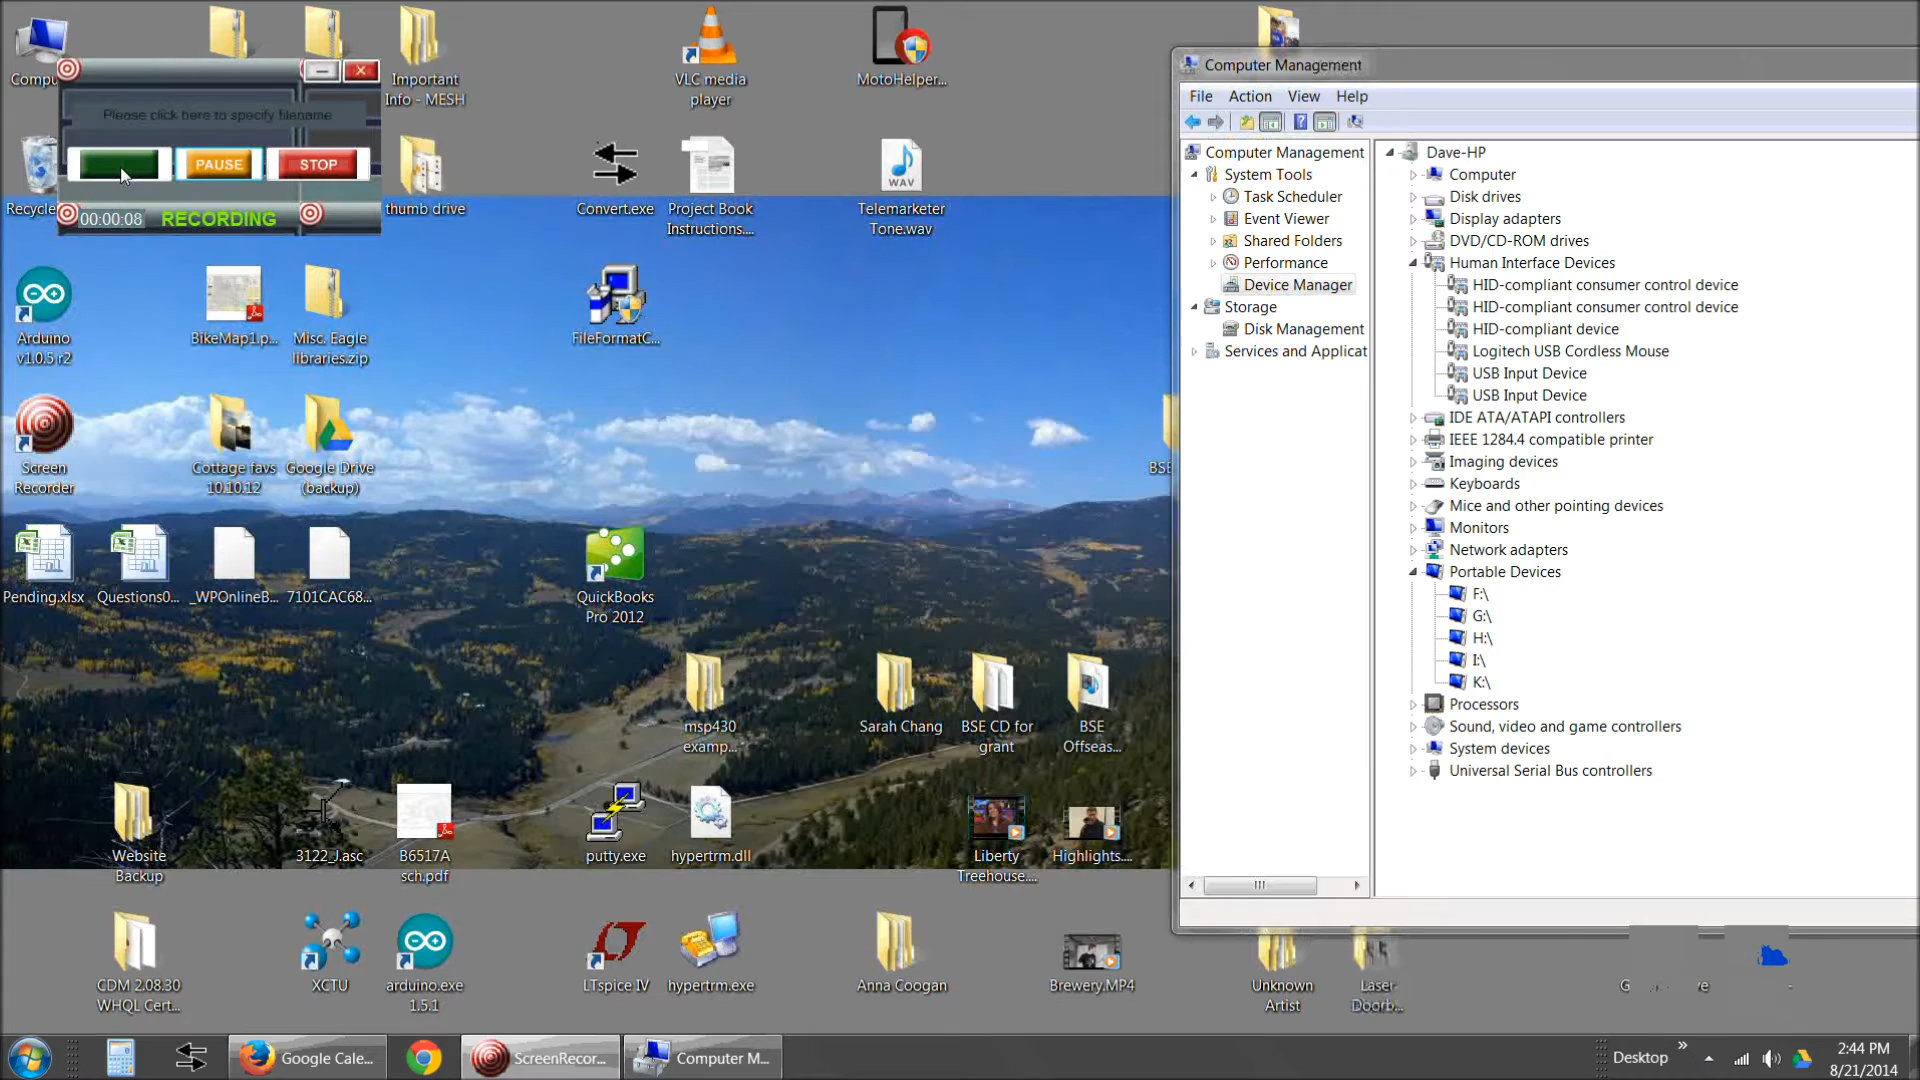 Compu
Important
Info - MESH
VLC media
player
MotoHelper...
Please click here to specify filename
PAUSE
STOP
00:00:08
RECORDING
Recycle
thumb drive
Convert.exe
Project Book
Instructions....
WAV
Telemarketer
Tone.wav
Arduino
v1.0.5 r2
BikeMap1.p...
Misc. Eagle
libraries.zip
FileFormatC...
Screen
Recorder
Cottage favs
10.10.12
Google Drive
(backup)
BSE
Pending.xlsx
Questions0...
_WPOnlineB...
7101CAC68...
QuickBooks
Pro 2012
msp430
examp...
Sarah Chang
BSE CD for
grant
BSE
Offseas...
Website
Backup
3122_J.asc
B6517A
sch.pdf
putty.exe
hypertrm.dll
Liberty
Treehouse....
Highlights....
CDM 2.08.30
WHQL Cert...
XCTU
arduino.exe
1.5.1
LTspice IV
hypertrm.exe
Anna Coogan
Brewery.MP4
Unknown
Artist
Laser
Doorb...
Computer Management
File Action View Help
Computer Management
System Tools
Task Scheduler
Event Viewer
Shared Folders
Performance
Device Manager
Storage
Disk Management
Services and Applicat
Dave-HP
Computer
Disk drives
Display adapters
DVD/CD-ROM drives
Human Interface Devices
HID-compliant consumer control device
HID-compliant consumer control device
HID-compliant device
Logitech USB Cordless Mouse
USB Input Device
USB Input Device
IDE ATA/ATAPI controllers
IEEE 1284.4 compatible printer
Imaging devices
Keyboards
Mice and other pointing devices
Monitors
Network adapters
Portable Devices
F:\
G:\
H:\
I:\
K:\
Processors
Sound, video and game controllers
System devices
Universal Serial Bus controllers
Google Cale...
ScreenRecor...
Computer M...
Desktop
2:44 PM
8/21/2014